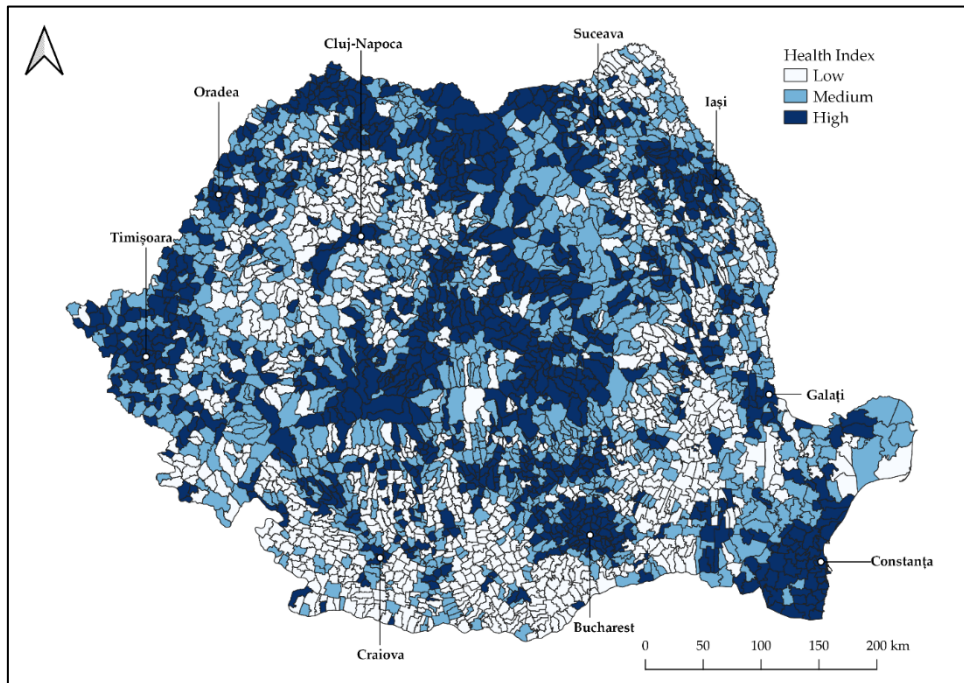 Suceava
Cluj-Napoca
Health Index
Low
Medium
High
Oradea
Iași
Timișoara
Galați
Constanța
Bucharest
Craiova
0 50 100 150 200 km